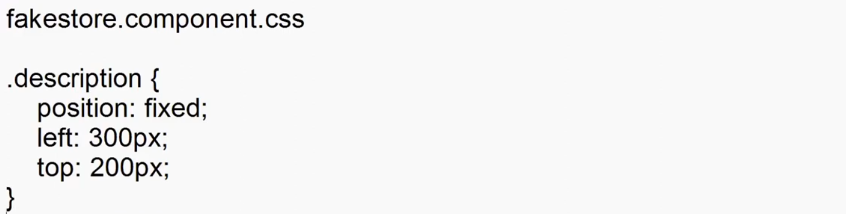 fakestore.component.css
.description {
position: fixed;
left: 300px;
top: 200px;
}